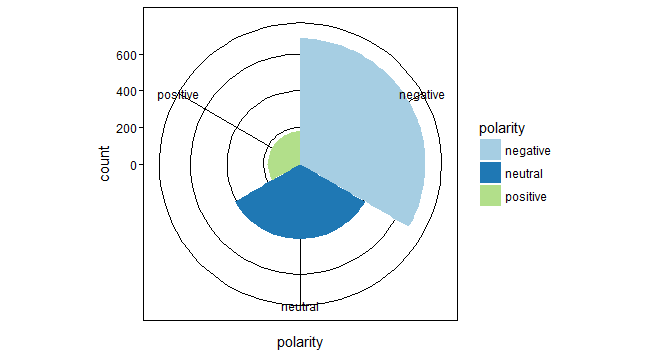 600
400
200
0
count
positive
negative
neutral
polarity
polarity
negative
neutral
positive